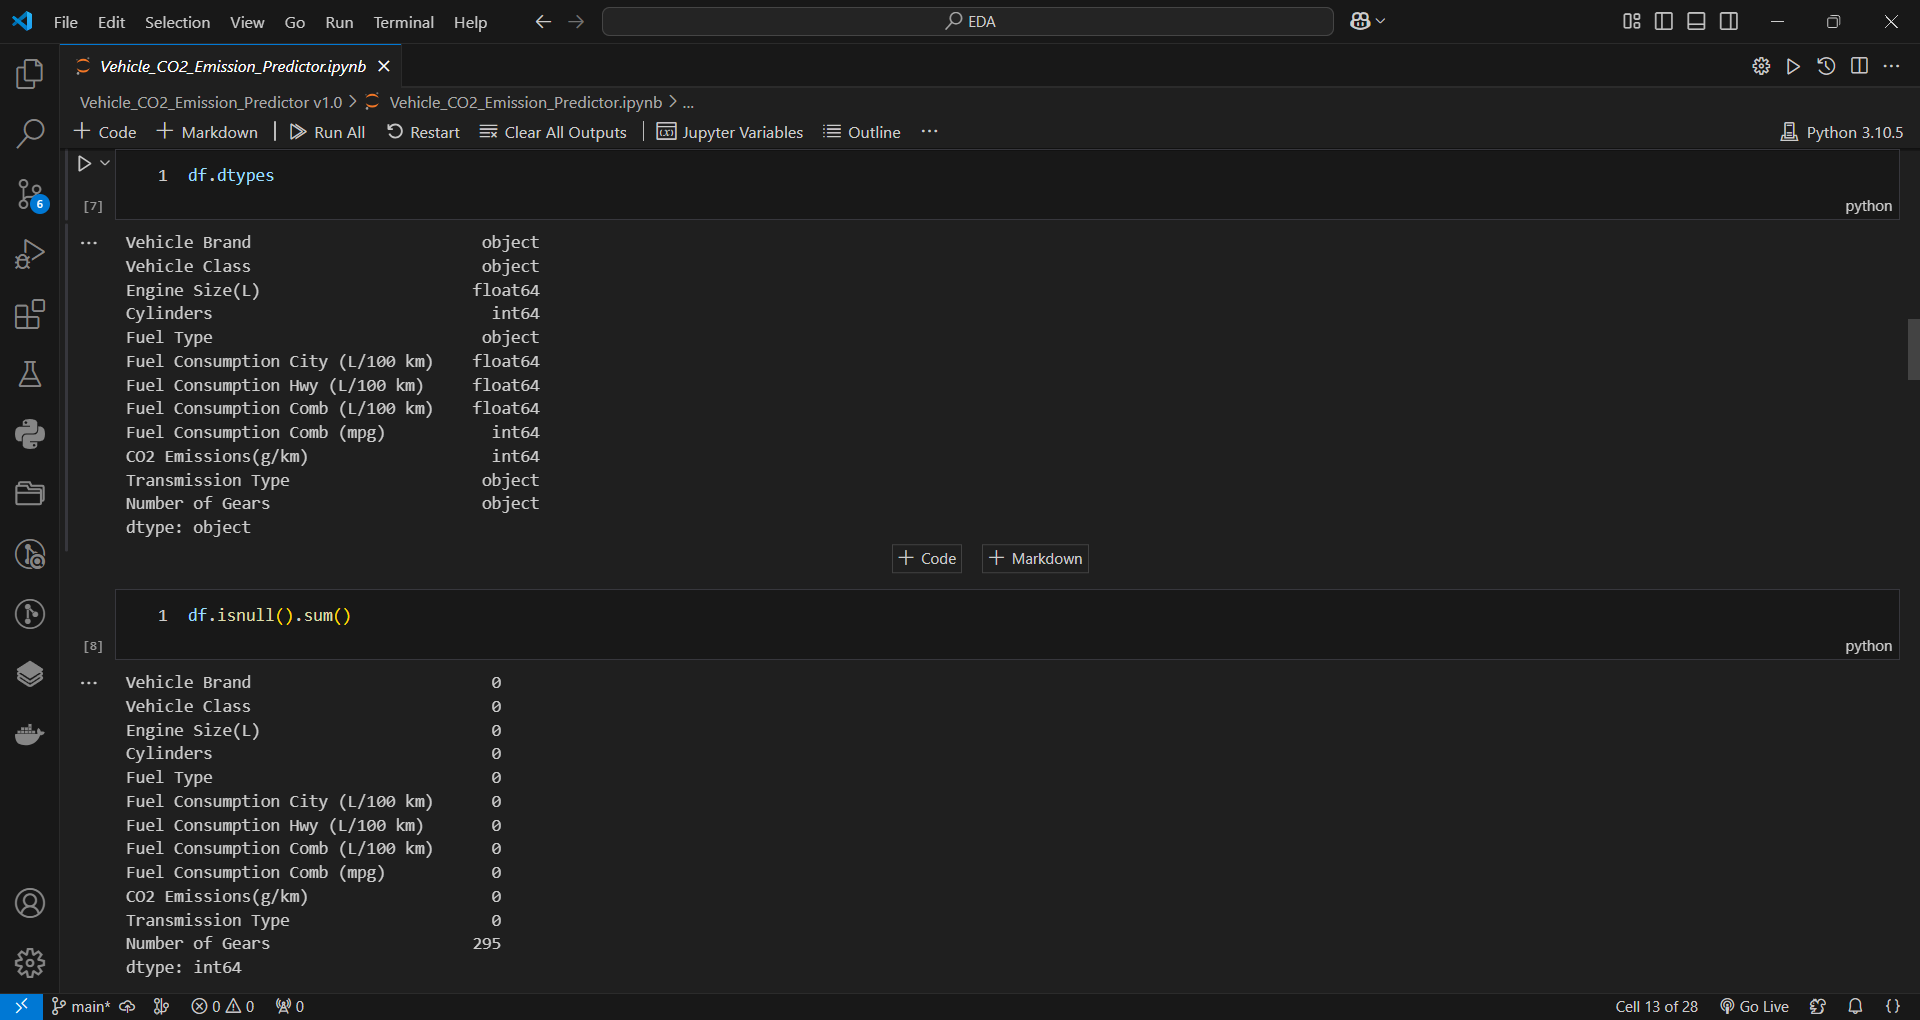 File Edit Selection View Go Run Terminal Help EDA
Vehicle_CO2_Emission_Predictor.ipynb
Vehicle_CO2_Emission_Predictor v1.0 > Vehicle_CO2_Emission_Predictor.ipynb > ...
+ Code + Markdown | Run All Restart Clear All Outputs | Jupyter Variables Outline ... Python 3.10.5
1 df.dtypes
[7] python
Vehicle Brand object
Vehicle Class object
Engine Size(L) float64
Cylinders int64
Fuel Type object
Fuel Consumption City (L/100 km) float64
Fuel Consumption Hwy (L/100 km) float64
Fuel Consumption Comb (L/100 km) float64
Fuel Consumption Comb (mpg) int64
CO2 Emissions(g/km) int64
Transmission Type object
Number of Gears object
dtype: object
+ Code + Markdown
1 df.isnull().sum()
[8] python
Vehicle Brand 0
Vehicle Class 0
Engine Size(L) 0
Cylinders 0
Fuel Type 0
Fuel Consumption City (L/100 km) 0
Fuel Consumption Hwy (L/100 km) 0
Fuel Consumption Comb (L/100 km) 0
Fuel Consumption Comb (mpg) 0
CO2 Emissions(g/km) 0
Transmission Type 0
Number of Gears 295
dtype: int64
6
main* 0 0 0 Cell 13 of 28 Go Live {}